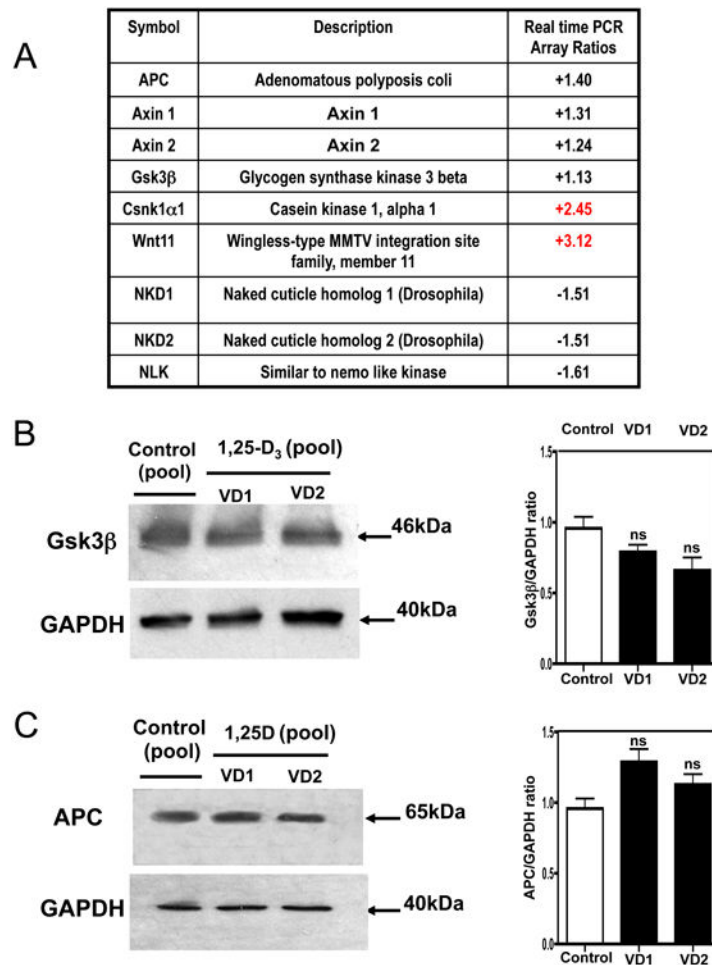 A
Symbol Description Real time PCR
Array Ratios
APC Adenomatous polyposis coli +1.40
Axin 1 Axin 1 +1.31
Axin 2 Axin 2 +1.24
Gsk3β Glycogen synthase kinase 3 beta +1.13
Csnk1α1 Casein kinase 1, alpha 1 +2.45
Wnt11 Wingless-type MMTV integration site +3.12
family, member 11
NKD1 Naked cuticle homolog 1 (Drosophila) -1.51
NKD2 Naked cuticle homolog 2 (Drosophila) -1.51
NLK Similar to nemo like kinase -1.61
B
Control
(pool)
1,25-D₃ (pool)
VD1 VD2
Gsk3β
46kDa
GAPDH
40kDa
Control VD1 VD2
Gsk3β/GAPDH ratio
1.5
1.0
0.5
0.0
ns
ns
Control VD1 VD2
C
Control
(pool)
1,25D (pool)
VD1 VD2
APC
65kDa
GAPDH
40kDa
APC/GAPDH ratio
1.5
1.0
0.5
0.0
ns
ns
Control VD1 VD2